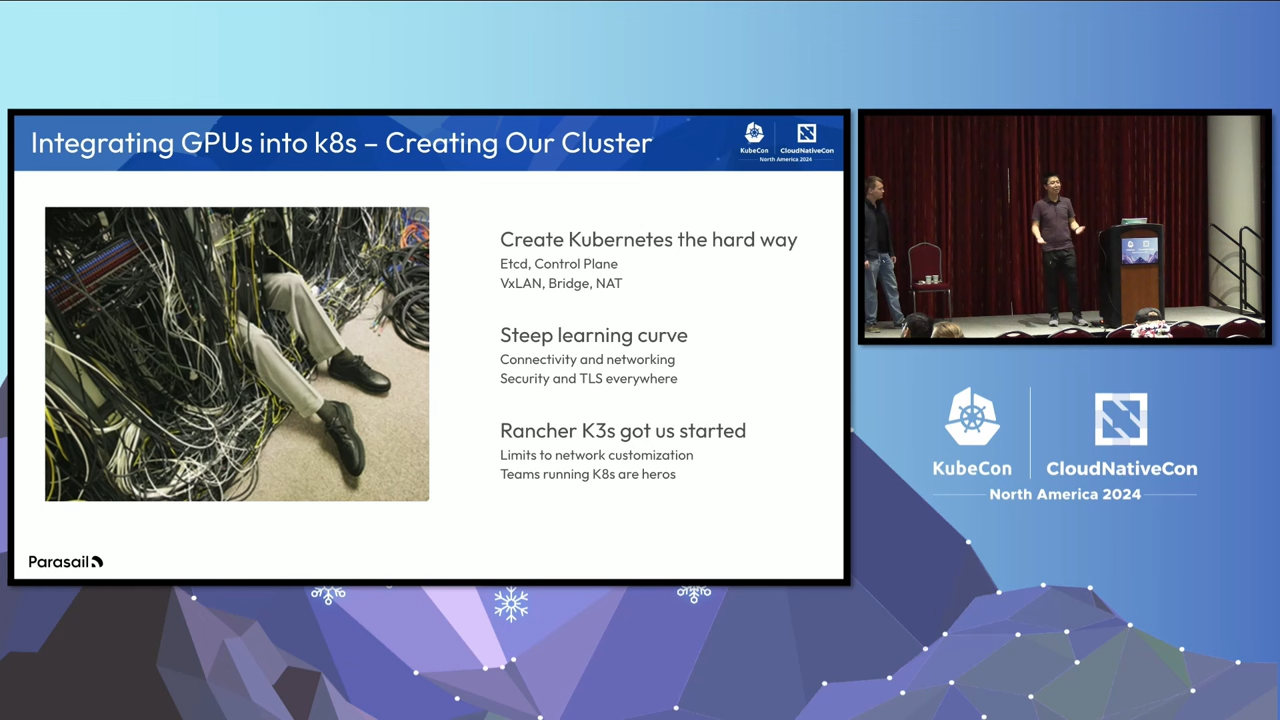 Integrating GPUs into k8s – Creating Our Cluster
KubeCon
CloudNativeCon
North America 2024
Create Kubernetes the hard way
Etcd, Control Plane
VxLAN, Bridge, NAT
Steep learning curve
Connectivity and networking
Security and TLS everywhere
Rancher K3s got us started
Limits to network customization
Teams running K8s are heros
Parasail
KubeCon
CloudNativeCon
North America 2024